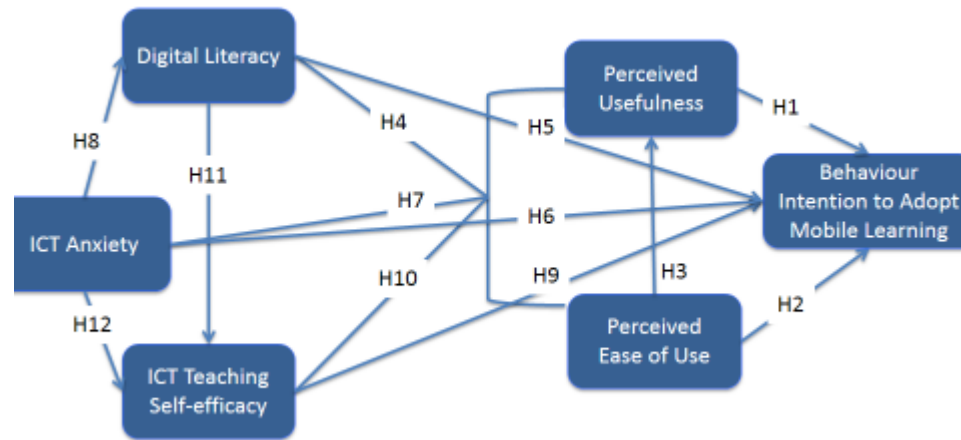 Digital Literacy
Perceived
Usefulness
H1
H4
H5
H8
H11
Behaviour
Intention to Adopt
Mobile Learning
H7
H6
ICT Anxiety
H10
H9
H3
H2
H12
Perceived
Ease of Use
ICT Teaching
Self-efficacy